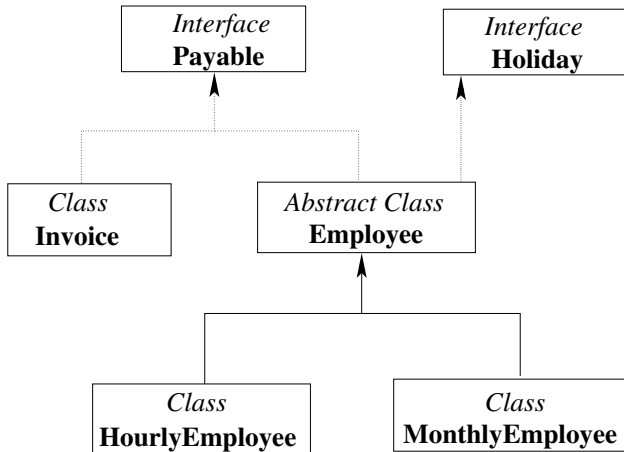 Interface
Payable
Interface
Holiday
Class
Invoice
Abstract Class
Employee
Class
HourlyEmployee
Class
MonthlyEmployee